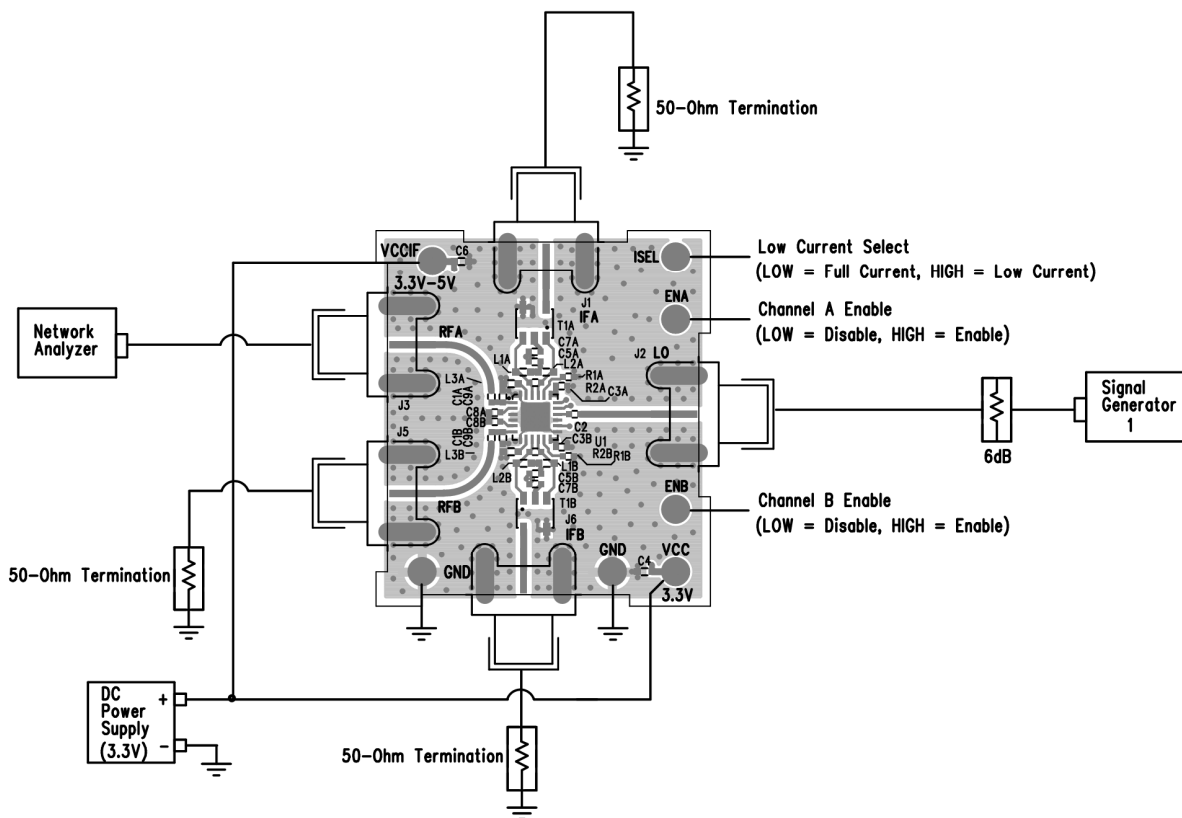 50-Ohm Termination
VCCIF
C6
3.3V-5V
ISEL
Low Current Select
(LOW = Full Current, HIGH = Low Current)
J1
IFA
ENA
Channel A Enable
(LOW = Disable, HIGH = Enable)
Network
Analyzer
RFA
T1A
C7A
C5A
L1A
L2A
J2 LO
L3A
C1A
C9A
R1A
R2A
C3A
J3
C8A
C8B
C2
Signal
Generator
1
6dB
J5
C1B
C9B
L3B
C3B
U1
R2B
R1B
L2B
L1B
C5B
C7B
ENB
Channel B Enable
(LOW = Disable, HIGH = Enable)
RFB
T1B
J6
IFB
GND
GND
C4
VCC
3.3V
50-Ohm Termination
DC
Power
Supply
(3.3V)
+
-
50-Ohm Termination